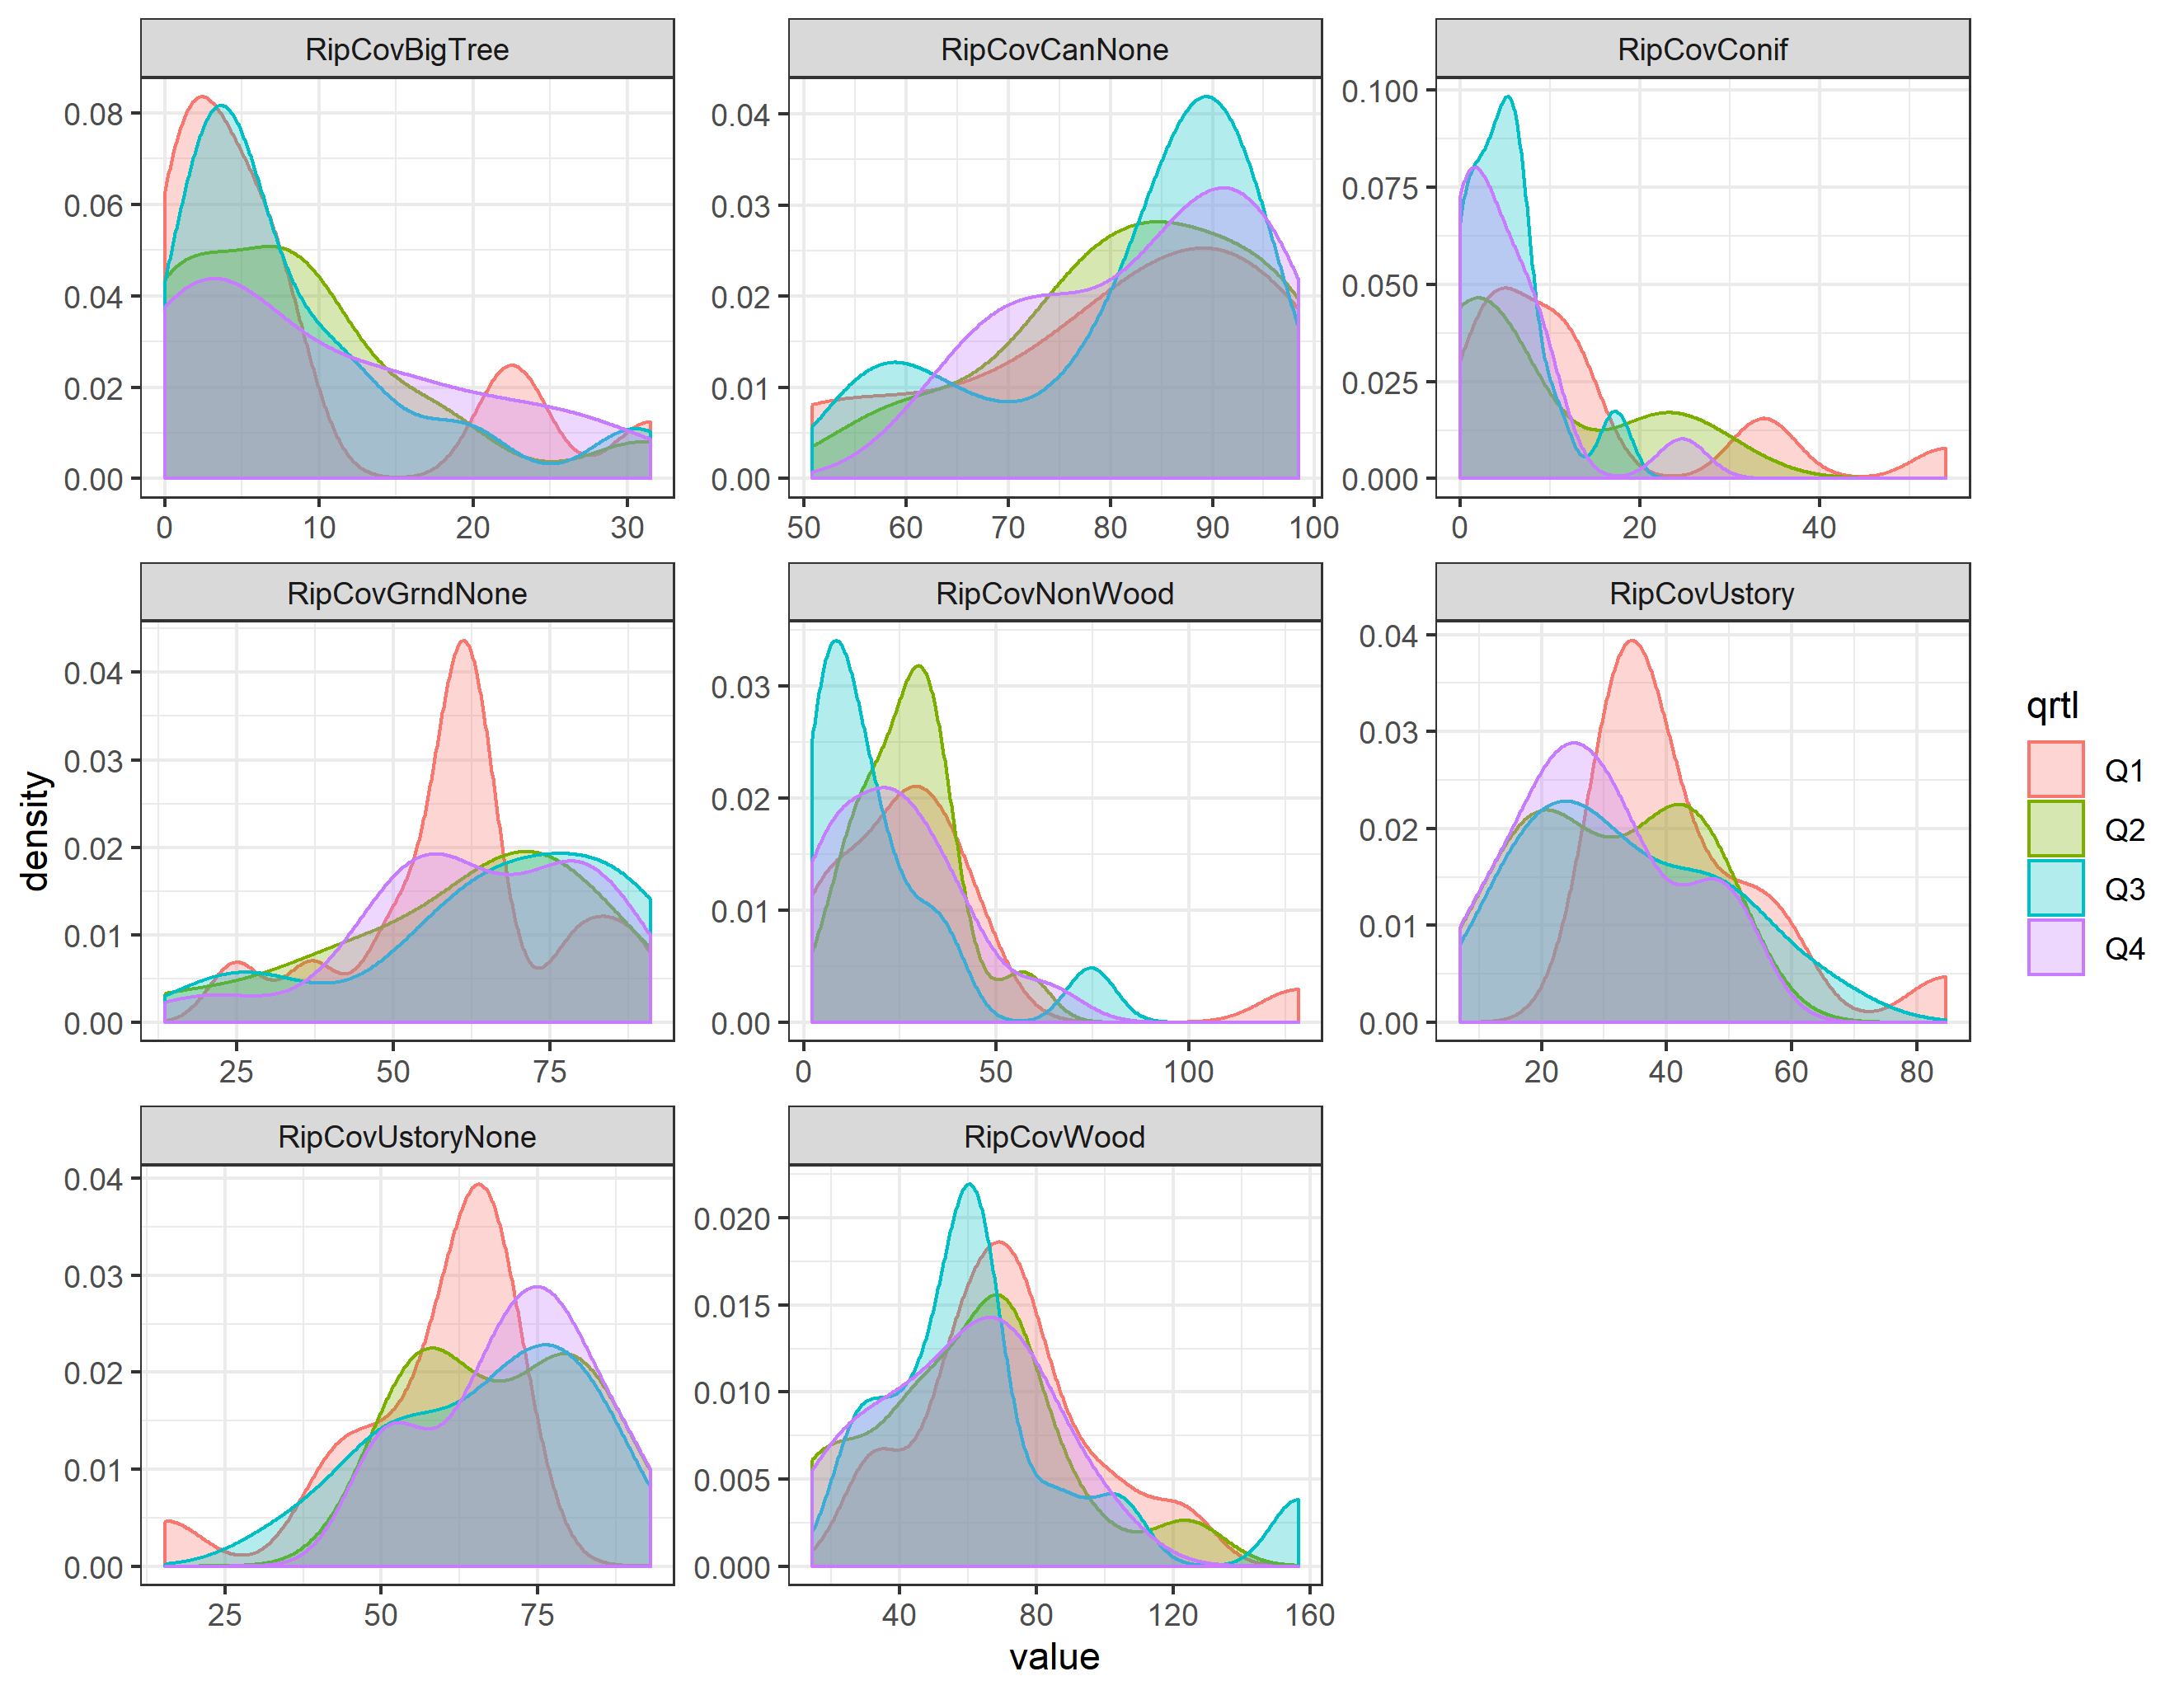 RipCovBigTree
RipCovCanNone
RipCovConif
0.08
0.06
0.04
0.02
0.00
0 10 20 30
0.04
0.03
0.02
0.01
0.00
50 60 70 80 90 100
0.100
0.075
0.050
0.025
0.000
0 20 40
RipCovGrndNone
RipCovNonWood
RipCovUstory
0.04
0.03
0.02
0.01
0.00
25 50 75
0.03
0.02
0.01
0.00
0 50 100
0.04
0.03
0.02
0.01
0.00
20 40 60 80
RipCovUstoryNone
RipCovWood
0.04
0.03
0.02
0.01
0.00
25 50 75
0.020
0.015
0.010
0.005
0.000
40 80 120 160
density
value
qrtl
Q1
Q2
Q3
Q4